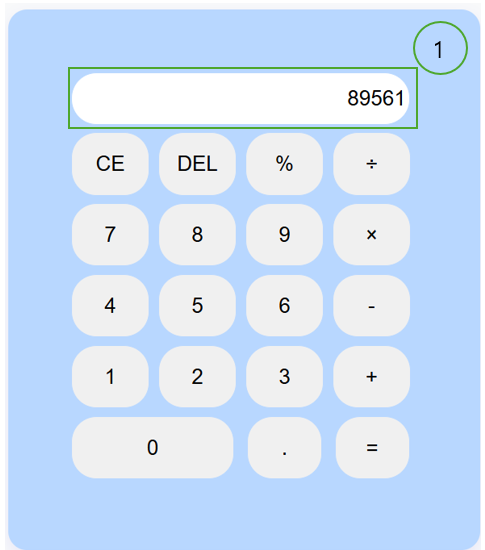 1
89561
CE DEL % ÷
7 8 9 ×
4 5 6 -
1 2 3 +
0 . =